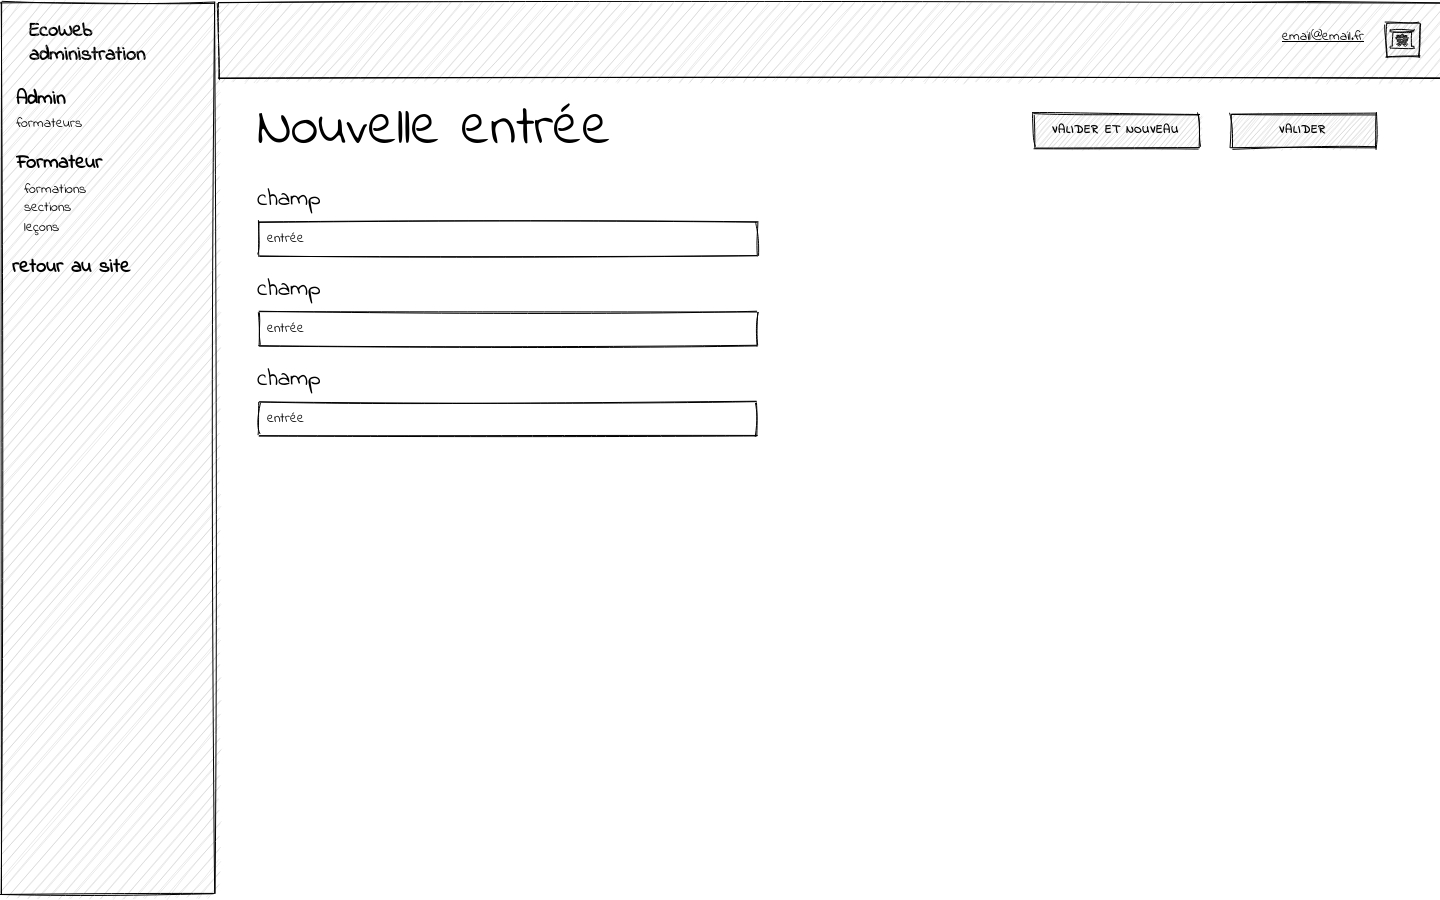 Ecoweb
administration
Admin
formateurs
Formateur
formations
sections
leçons
retour au site
email@email.fr
Nouvelle entrée
VALIDER ET NOUVEAU
VALIDER
champ
entrée
champ
entrée
champ
entrée